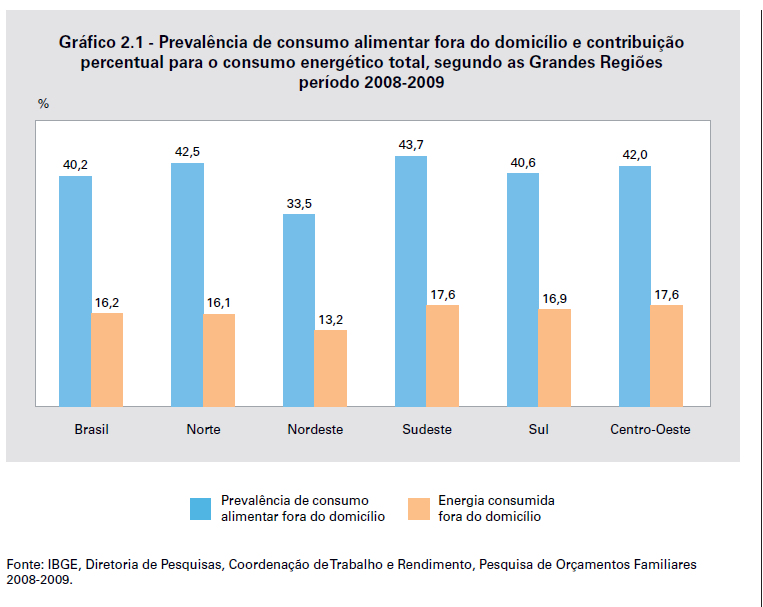 Gráfico 2.1 - Prevalência de consumo alimentar fora do domicílio e contribuição
percentual para o consumo energético total, segundo as Grandes Regiões
período 2008-2009
%
40,2
16,2
42,5
16,1
33,5
13,2
43,7
17,6
40,6
16,9
42,0
17,6
Brasil
Norte
Nordeste
Sudeste
Sul
Centro-Oeste
Prevalência de consumo
alimentar fora do domicílio
Energia consumida
fora do domicílio
Fonte: IBGE, Diretoria de Pesquisas, Coordenação de Trabalho e Rendimento, Pesquisa de Orçamentos Familiares
2008-2009.